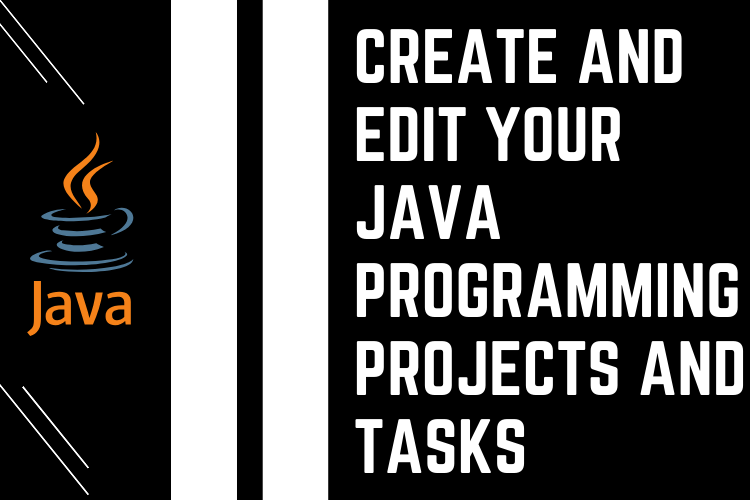 Java
CREATE AND
EDIT YOUR
JAVA
PROGRAMMING
PROJECTS AND
TASKS